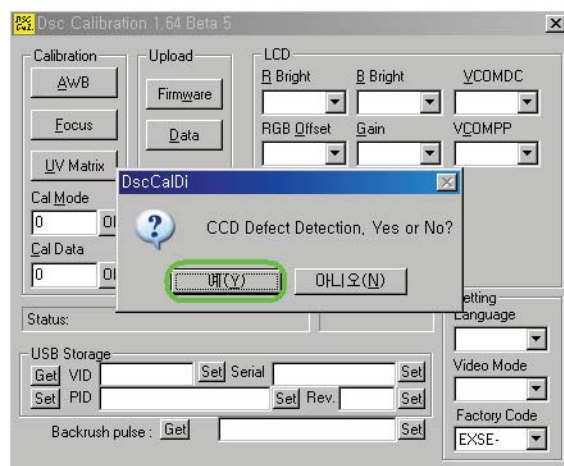 DSC CAL. Dsc Calibration 1,64 Beta 5
Calibration
AWB
Focus
UV Matrix
Cal Mode
0
Cal Data
0
Upload
Firmware
Data
LCD
R Bright
B Bright
VCOMDC
RGB Offset
Gain
VCOMPP
DscCalDi
CCD Defect Detection, Yes or No?
예(Y)
아니오(N)
Status:
USB Storage
Get VID Set Serial Set
Set PID Set Rev. Set
Backrush pulse : Get Set
etting
Language
Video Mode
Factory Code
EXSE-